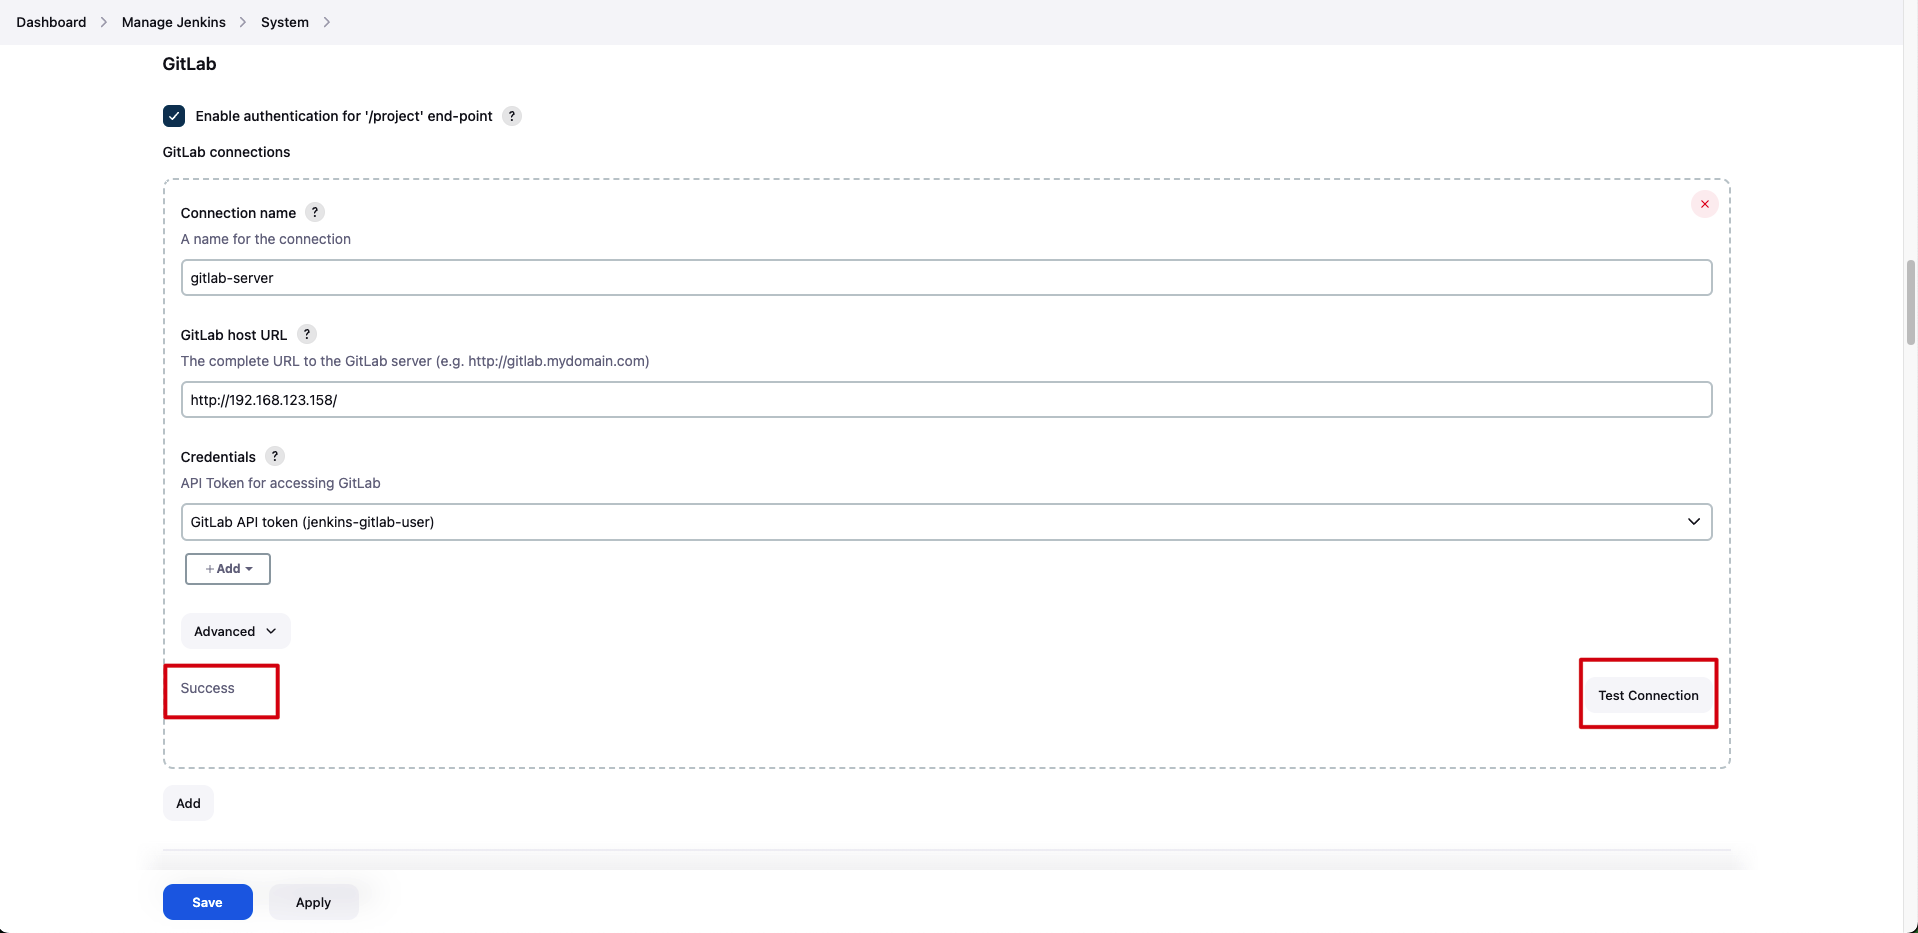 Dashboard > Manage Jenkins > System >
GitLab
Enable authentication for '/project' end-point ?
GitLab connections
Connection name ?
A name for the connection
gitlab-server
GitLab host URL ?
The complete URL to the GitLab server (e.g. http://gitlab.mydomain.com)
http://192.168.123.158/
Credentials ?
API Token for accessing GitLab
GitLab API token (jenkins-gitlab-user)
+ Add
Advanced
Success
Test Connection
Add
Save Apply